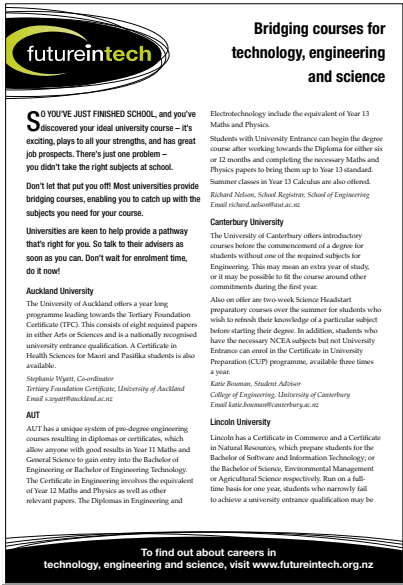 futureintech
Bridging courses for
technology, engineering
and science
SO YOU'VE JUST FINISHED SCHOOL, and you've
discovered your ideal university course – it's
exciting, plays to all your strengths, and has great
job prospects. There's just one problem –
you didn't take the right subjects at school.
Don't let that put you off! Most universities provide
bridging courses, enabling you to catch up with the
subjects you need for your course.
Universities are keen to help provide a pathway
that's right for you. So talk to their advisers as
soon as you can. Don't wait for enrolment time,
do it now!
Auckland University
The University of Auckland offers a year long
programme leading towards the Tertiary Foundation
Certificate (TFC). This consists of eight required papers
in either Arts or Sciences and is a nationally recognised
university entrance qualification. A Certificate in
Health Sciences for Maori and Pasifika students is also
available.
Stephanie Wyatt, Co-ordinator
Tertiary Foundation Certificate, University of Auckland
Email s.wyatt@auckland.ac.nz
AUT
AUT has a unique system of pre-degree engineering
courses resulting in diplomas or certificates, which
allow anyone with good results in Year 11 Maths and
General Science to gain entry into the Bachelor of
Engineering or Bachelor of Engineering Technology.
The Certificate in Engineering involves the equivalent
of Year 12 Maths and Physics as well as other
relevant papers. The Diplomas in Engineering and
Electrotechnology include the equivalent of Year 13
Maths and Physics.
Students with University Entrance can begin the degree
course after working towards the Diploma for either six
or 12 months and completing the necessary Maths and
Physics papers to bring them up to Year 13 standard.
Summer classes in Year 13 Calculus are also offered.
Richard Nelson, School Registrar, School of Engineering
Email richard.nelson@aut.ac.nz
Canterbury University
The University of Canterbury offers introductory
courses before the commencement of a degree for
students without one of the required subjects for
Engineering. This may mean an extra year of study,
or it may be possible to fit the course around other
commitments during the first year.
Also on offer are two-week Science Headstart
preparatory courses over the summer for students who
wish to refresh their knowledge of a particular subject
before starting their degree. In addition, students who
have the necessary NCEA subjects but not University
Entrance can enrol in the Certificate in University
Preparation (CUP) programme, available three times
a year.
Katie Bowman, Student Advisor
College of Engineering, University of Canterbury
Email katie.bowman@canterbury.ac.nz
Lincoln University
Lincoln has a Certificate in Commerce and a Certificate
in Natural Resources, which prepare students for the
Bachelor of Software and Information Technology; or
the Bachelor of Science, Environmental Management
or Agricultural Science respectively. Run on a full-
time basis for one year, students who narrowly fail
to achieve a university entrance qualification may be
To find out about careers in
technology, engineering and science, visit www.futureintech.org.nz